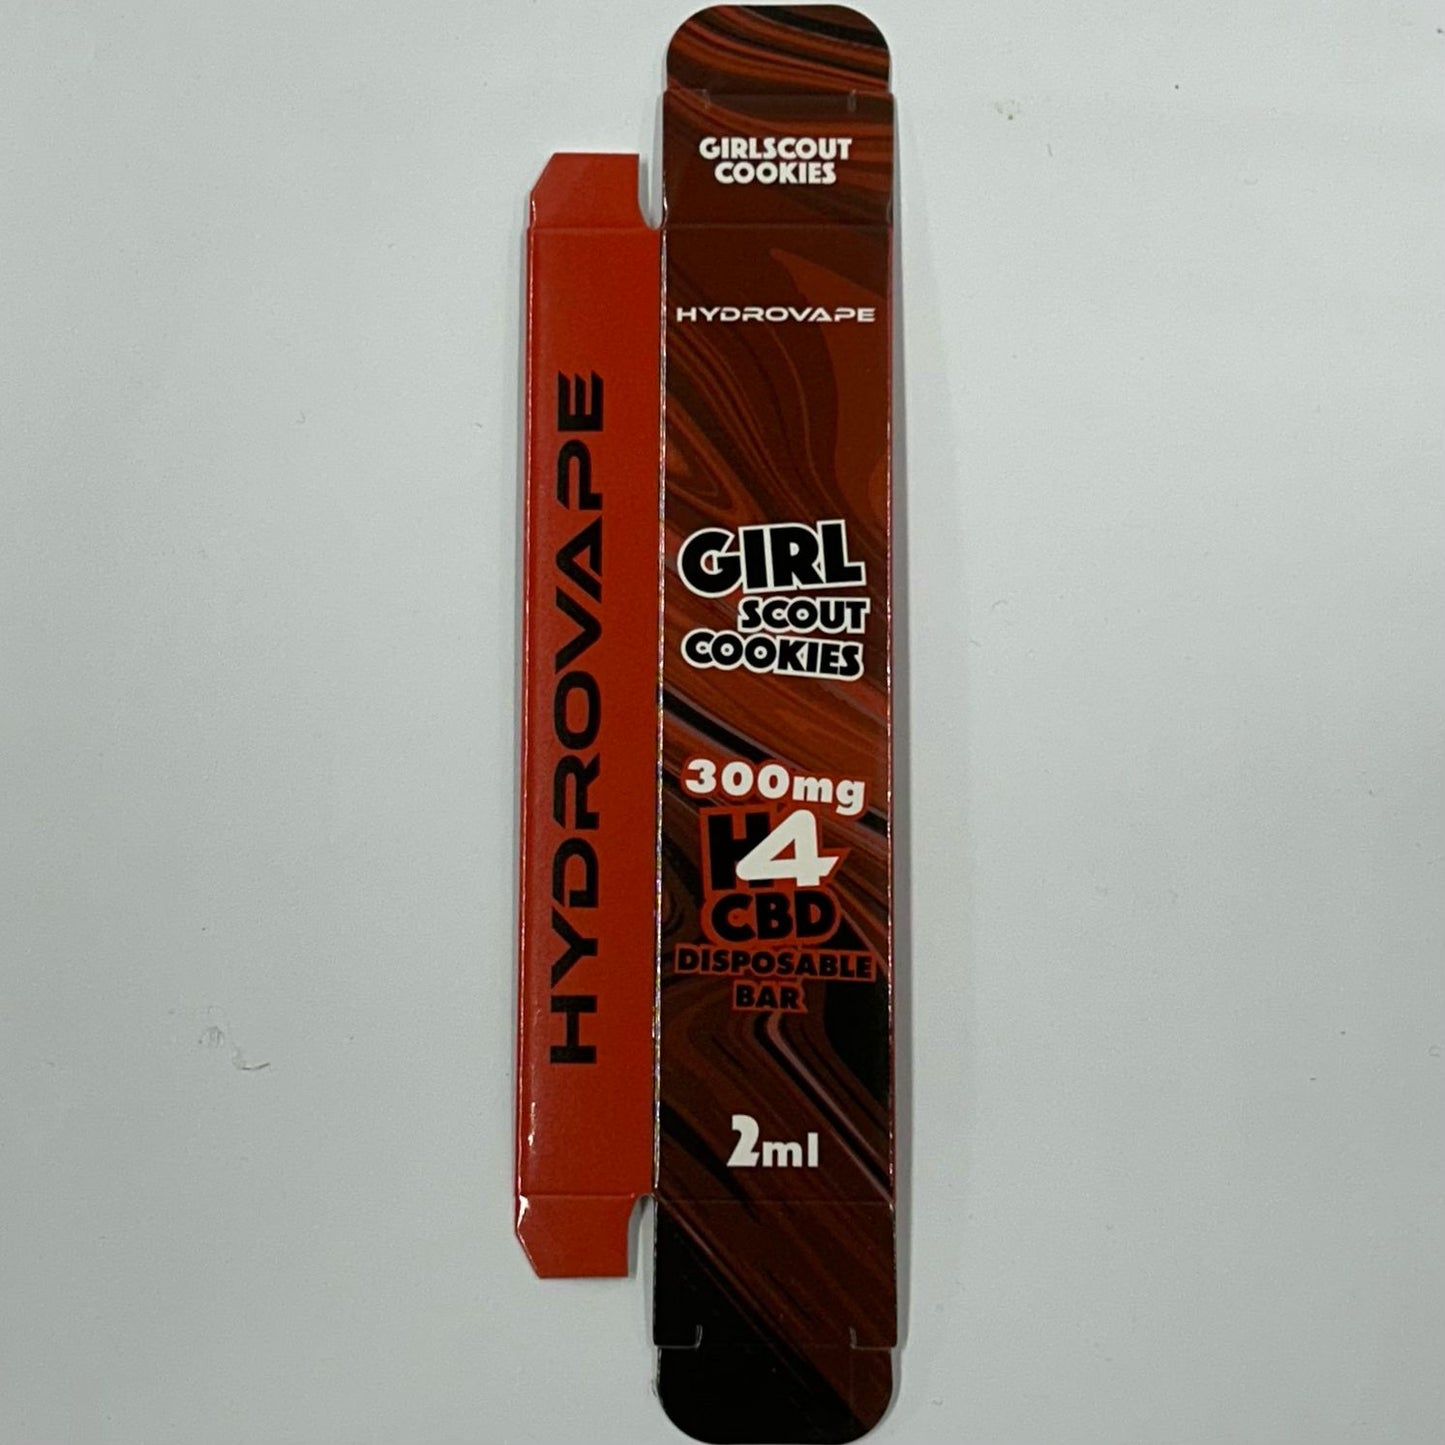 GIRLSCOUT
COOKIES
HYDROVAPE
HYDROVAPE
GIRL
SCOUT
COOKIES
300mg
H4
CBD
DISPOSABLE
BAR
2ml